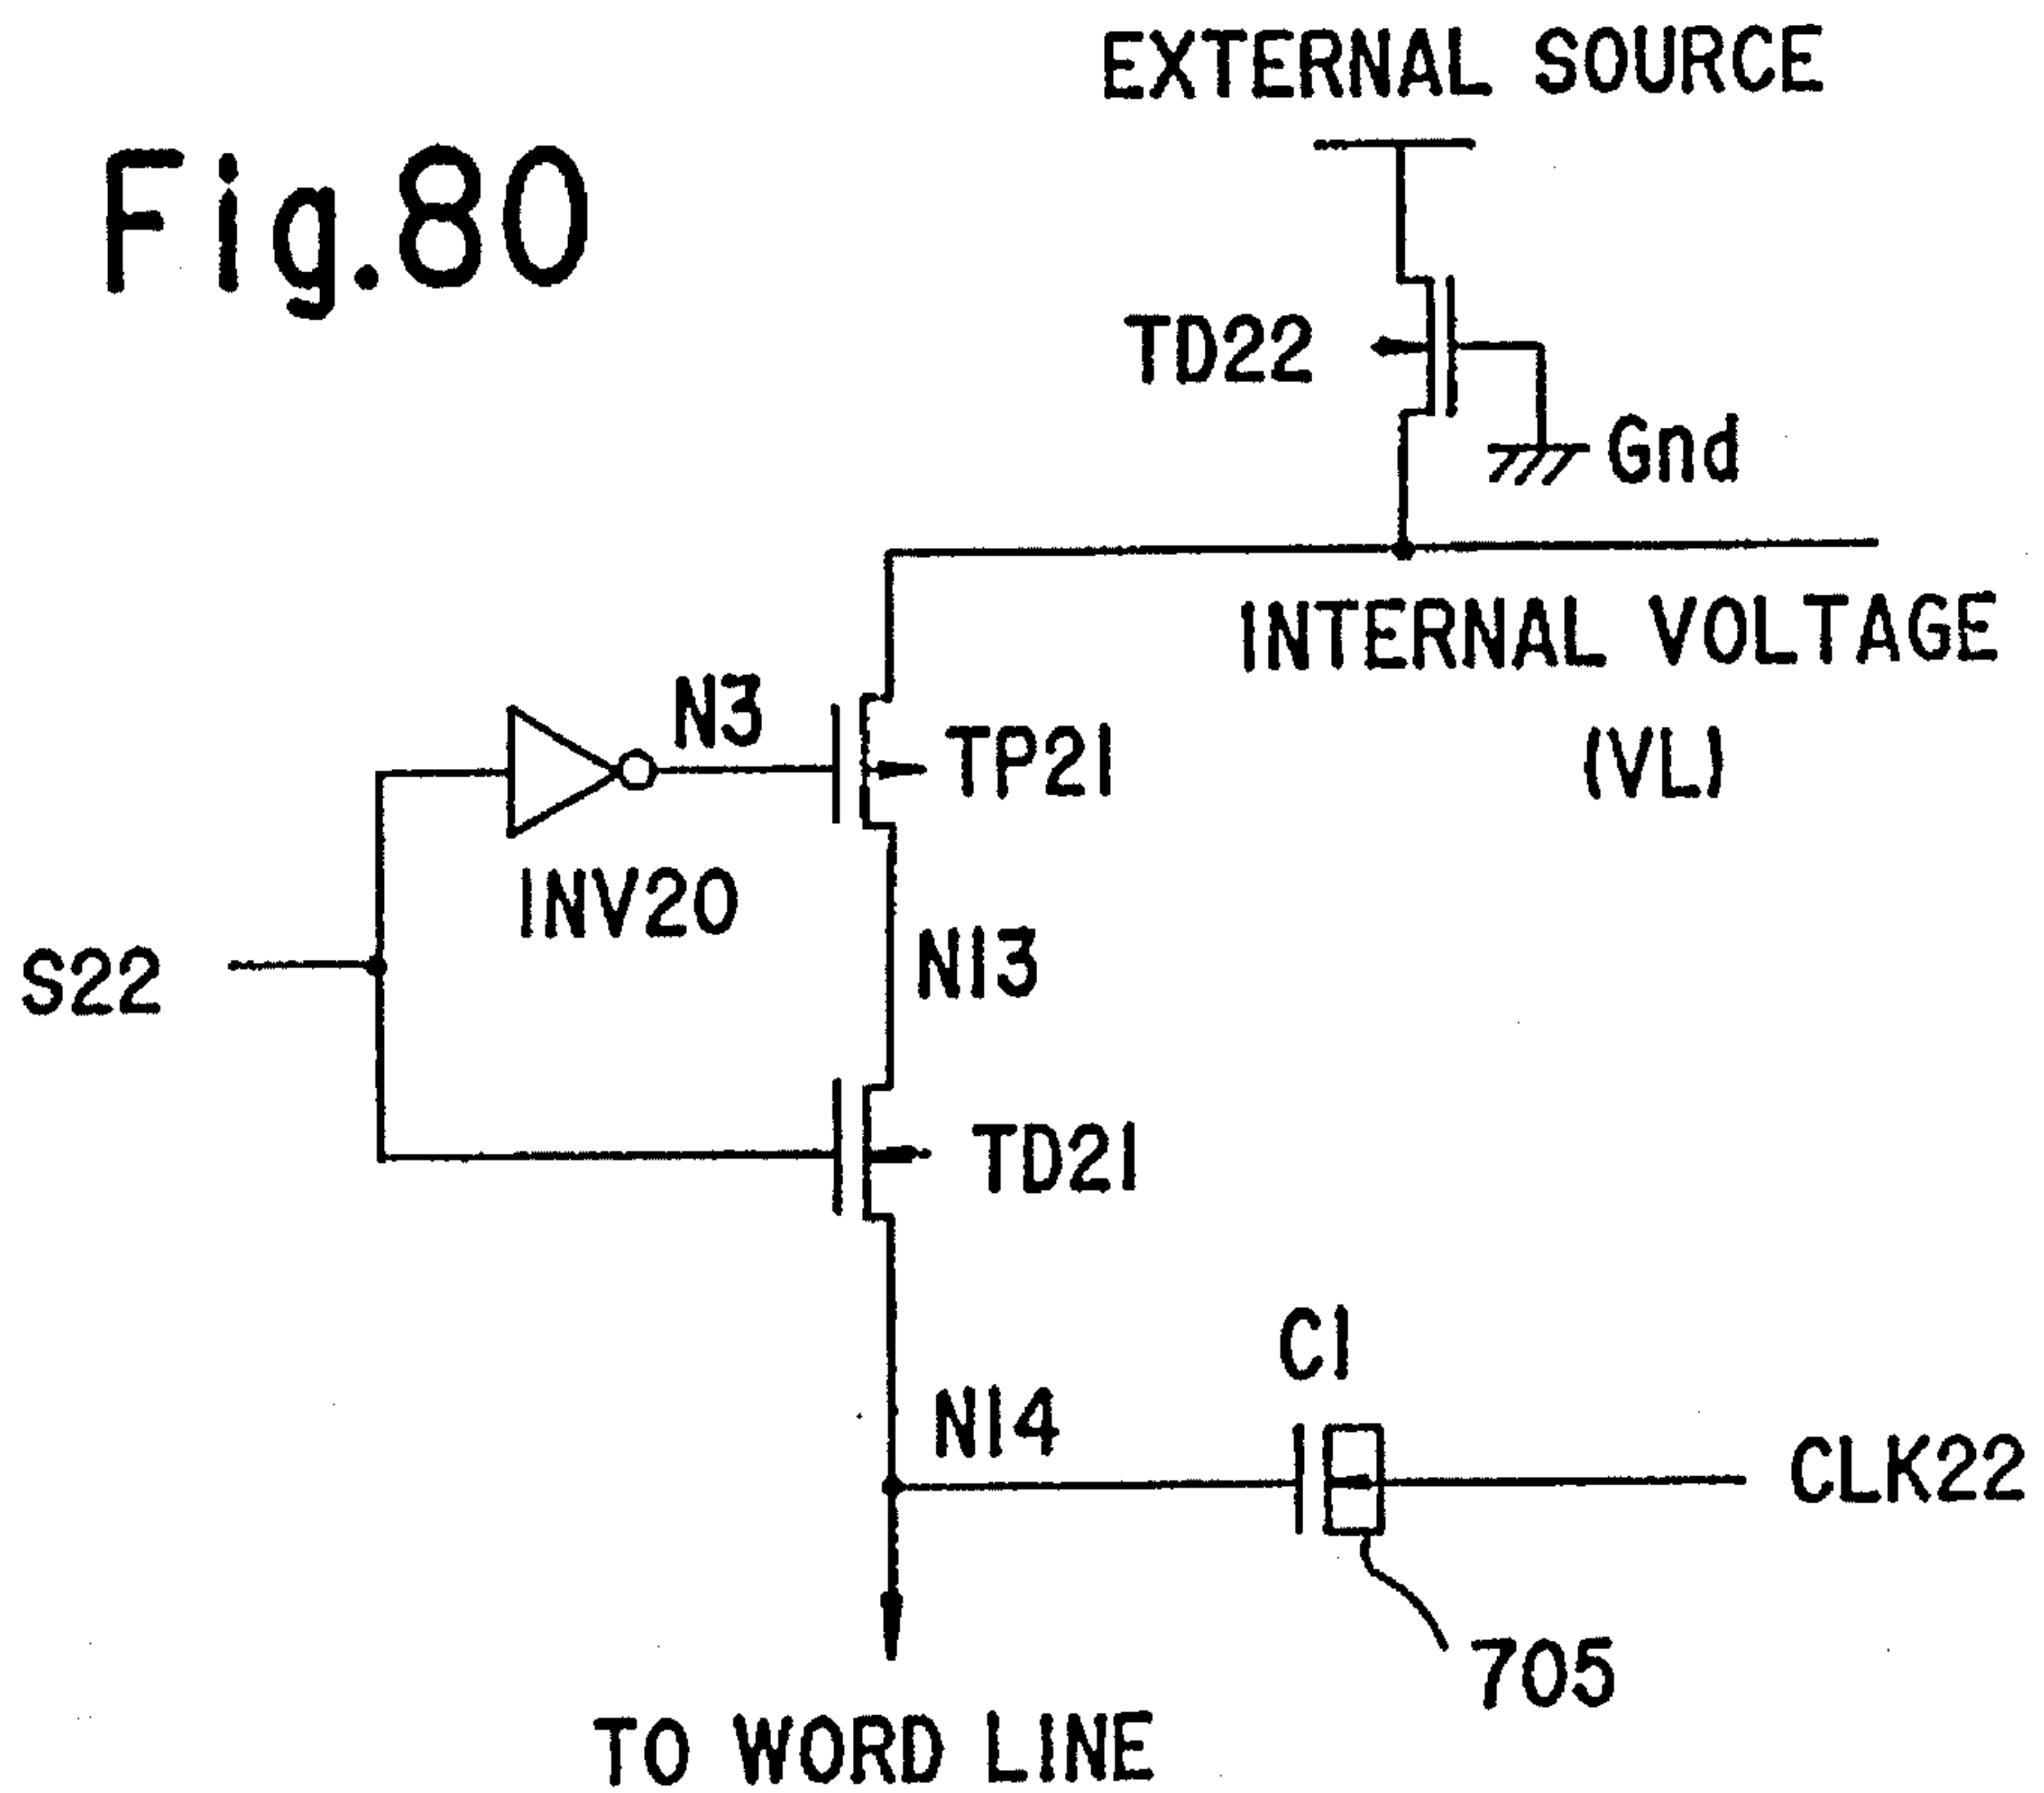 EXTERNAL SOURCE
Fig.80
TD22
Gnd
INTERNAL VOLTAGE
(VL)
N3
TP21
INV20
N13
S22
TD21
C1
N14
CLK22
705
TO WORD LINE